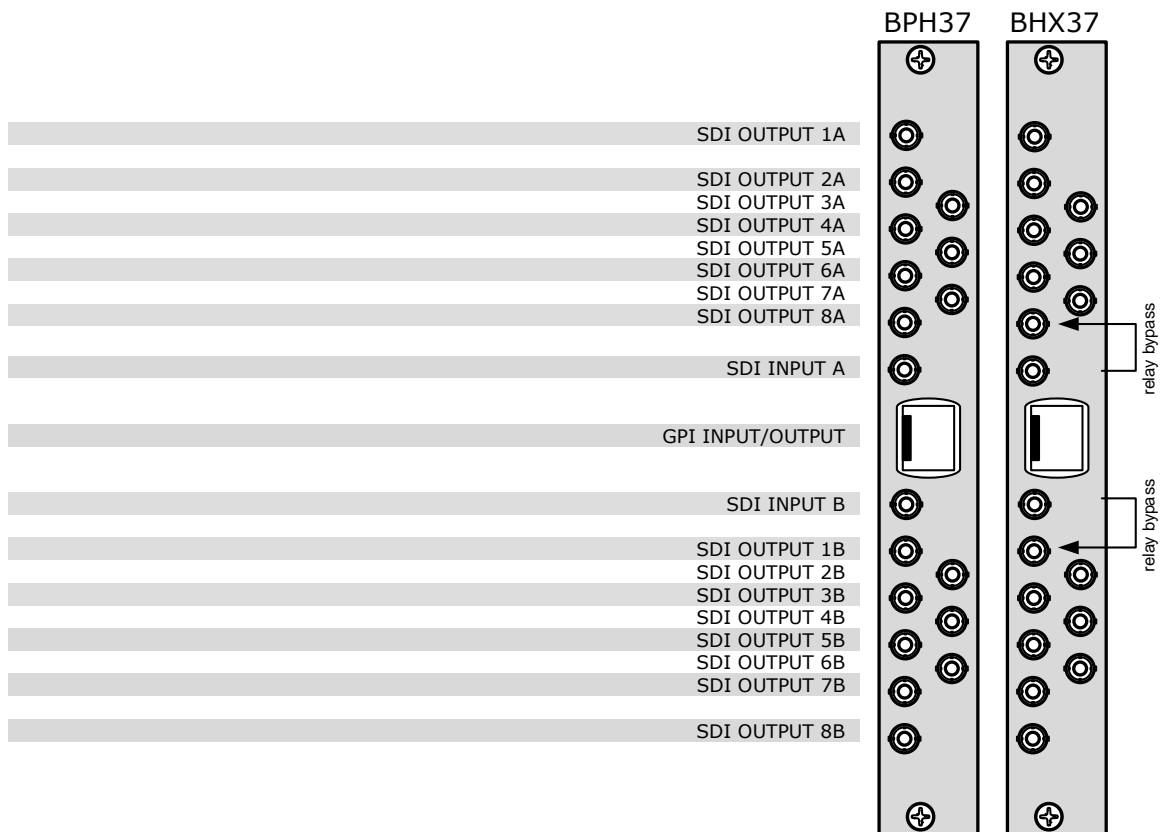 BPH37 BHX37
SDI OUTPUT 1A
SDI OUTPUT 2A
SDI OUTPUT 3A
SDI OUTPUT 4A
SDI OUTPUT 5A
SDI OUTPUT 6A
SDI OUTPUT 7A
SDI OUTPUT 8A
relay bypass
SDI INPUT A
GPI INPUT/OUTPUT
SDI INPUT B
relay bypass
SDI OUTPUT 1B
SDI OUTPUT 2B
SDI OUTPUT 3B
SDI OUTPUT 4B
SDI OUTPUT 5B
SDI OUTPUT 6B
SDI OUTPUT 7B
SDI OUTPUT 8B